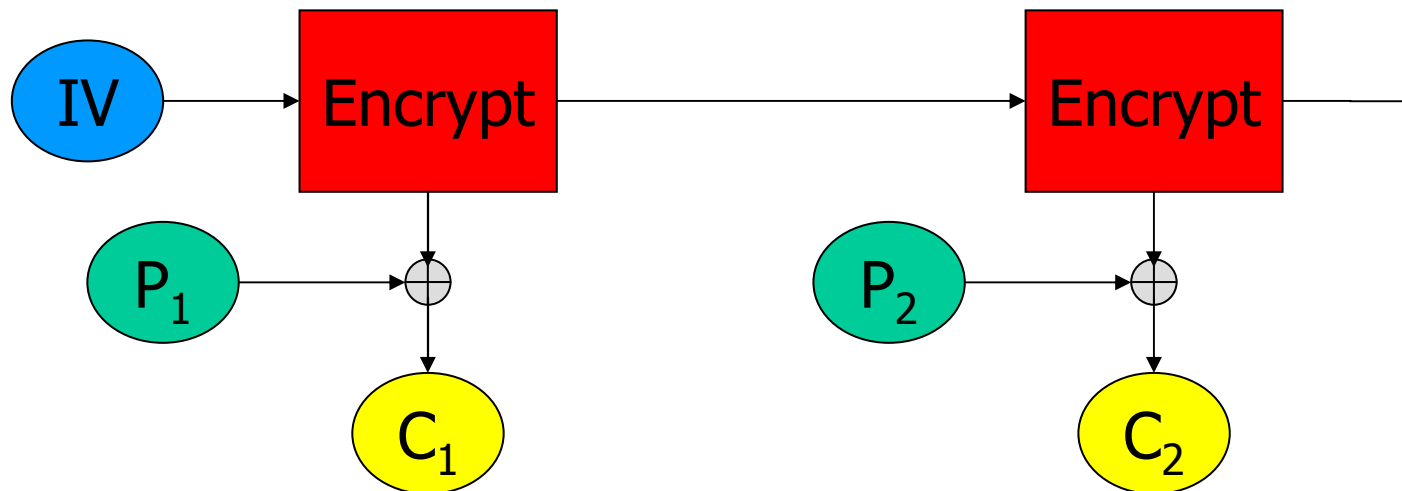 IV
Encrypt
Encrypt
P₁
P₂
C₁
C₂